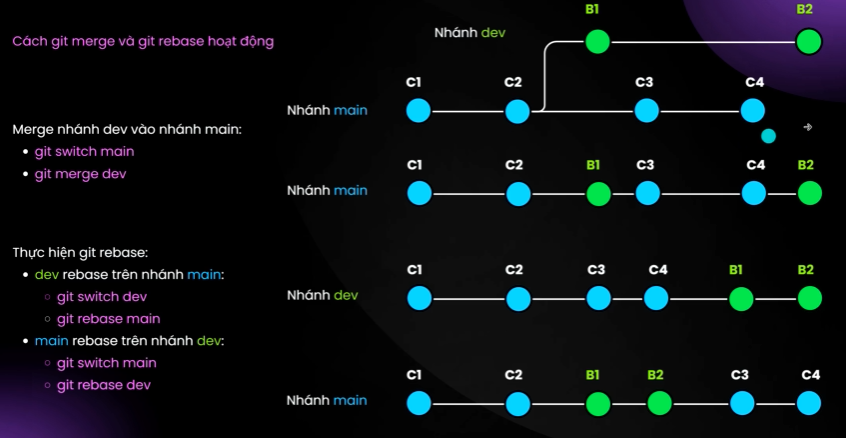 Cách git merge và git rebase hoạt động
Merge nhánh dev vào nhánh main:
git switch main
git merge dev
Thực hiện git rebase:
dev rebase trên nhánh main:
git switch dev
git rebase main
main rebase trên nhánh dev:
git switch main
git rebase dev
B1 B2
Nhánh dev
C1 C2 C3 C4
Nhánh main
C1 C2 B1 C3 C4 B2
Nhánh main
C1 C2 C3 C4 B1 B2
Nhánh dev
C1 C2 B1 B2 C3 C4
Nhánh main